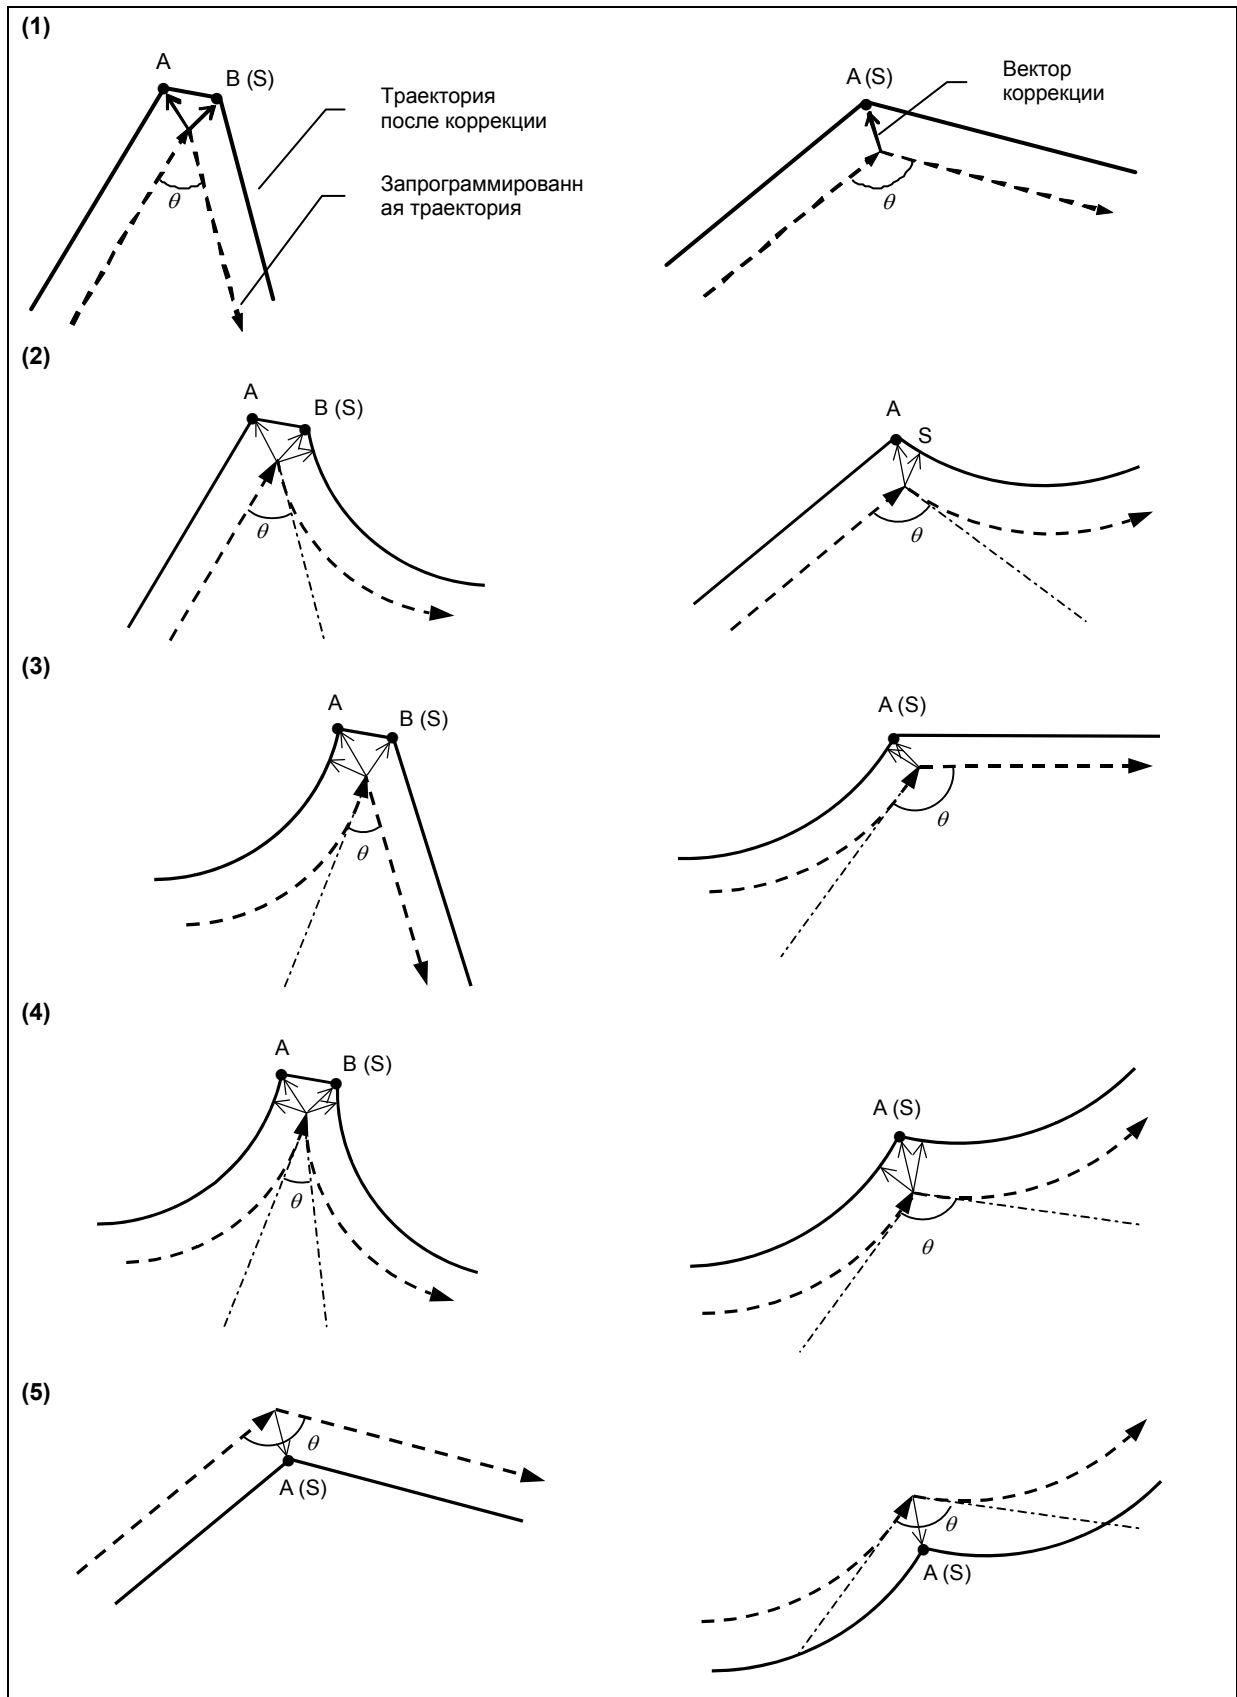 (1)
A
B (S)
Траектория
после коррекции
Запрограммированн
ая траектория
θ
A (S)
Вектор
коррекции
θ
(2)
A
B (S)
θ
A
S
θ
(3)
A
B (S)
θ
A (S)
θ
(4)
A
B (S)
θ
A (S)
θ
(5)
θ
A (S)
θ
A (S)